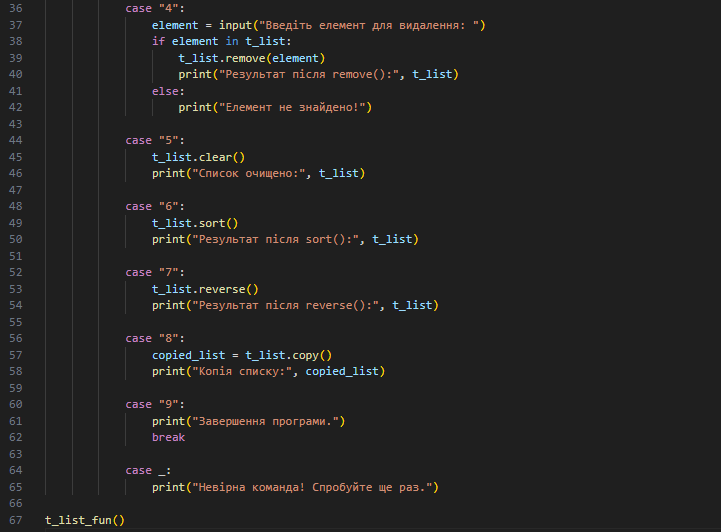 36 case "4":
37 element = input("Введіть елемент для видалення: ")
38 if element in t_list:
39 t_list.remove(element)
40 print("Результат після remove():", t_list)
41 else:
42 print("Елемент не знайдено!")
43
44 case "5":
45 t_list.clear()
46 print("Список очищено:", t_list)
47
48 case "6":
49 t_list.sort()
50 print("Результат після sort():", t_list)
51
52 case "7":
53 t_list.reverse()
54 print("Результат після reverse():", t_list)
55
56 case "8":
57 copied_list = t_list.copy()
58 print("Копія списку:", copied_list)
59
60 case "9":
61 print("Завершення програми.")
62 break
63
64 case _:
65 print("Невірна команда! Спробуйте ще раз.")
66
67 t_list_fun()